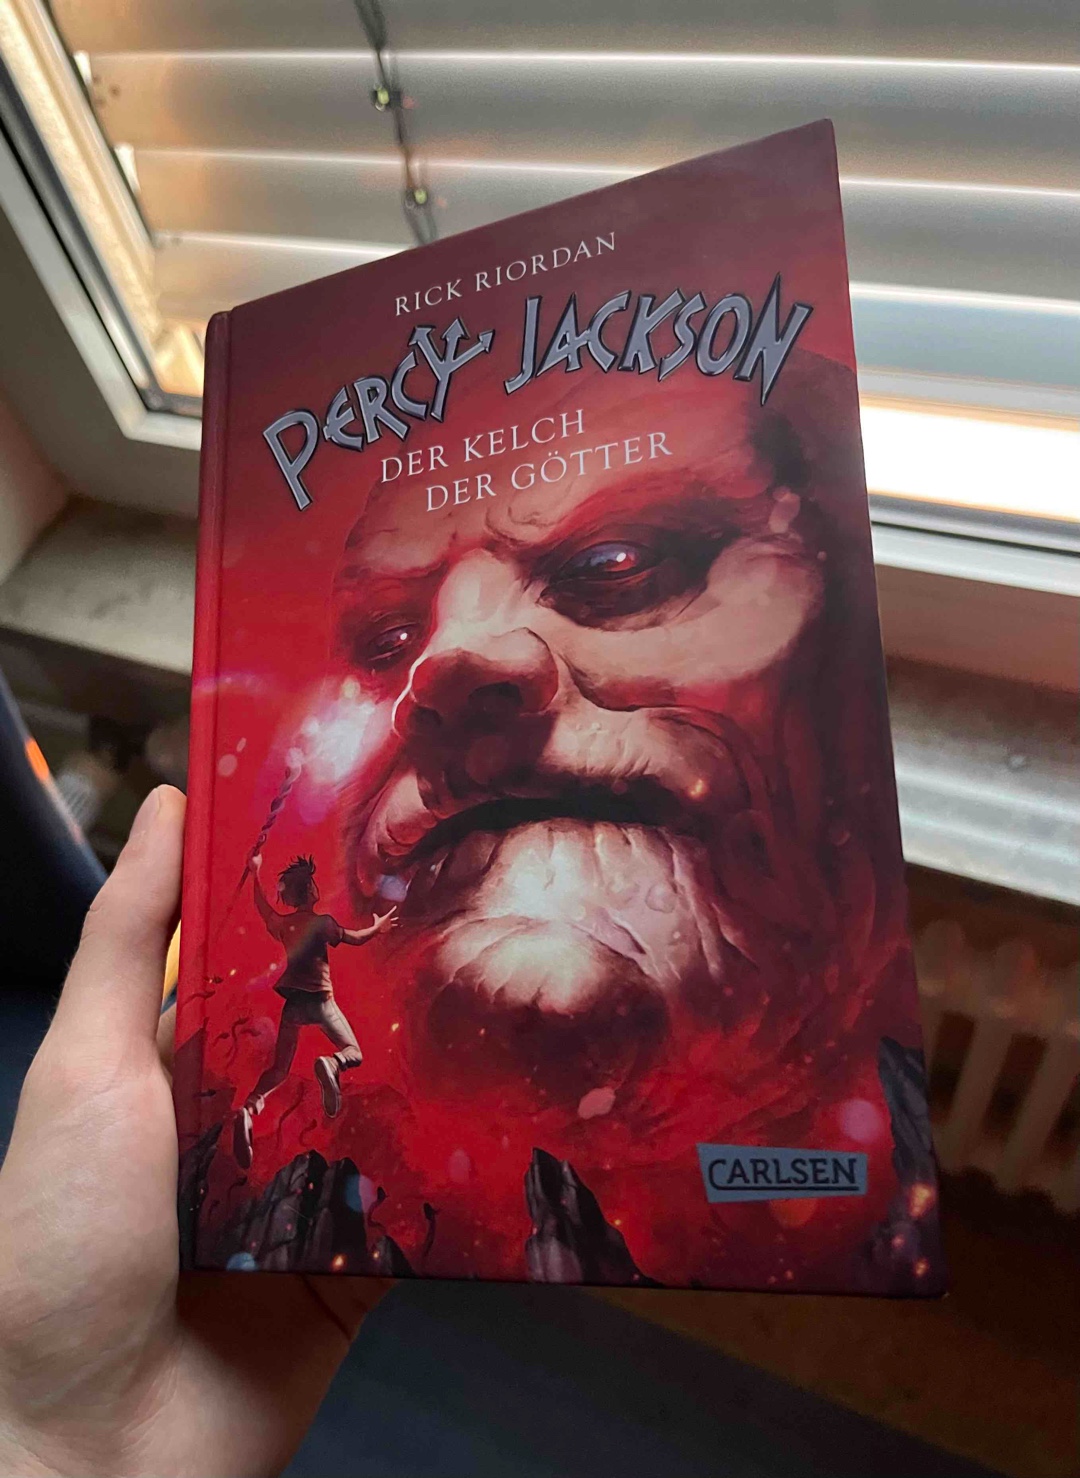 RICK RIORDAN
PERCY JACKSON
DER KELCH
DER GÖTTER
CARLSEN